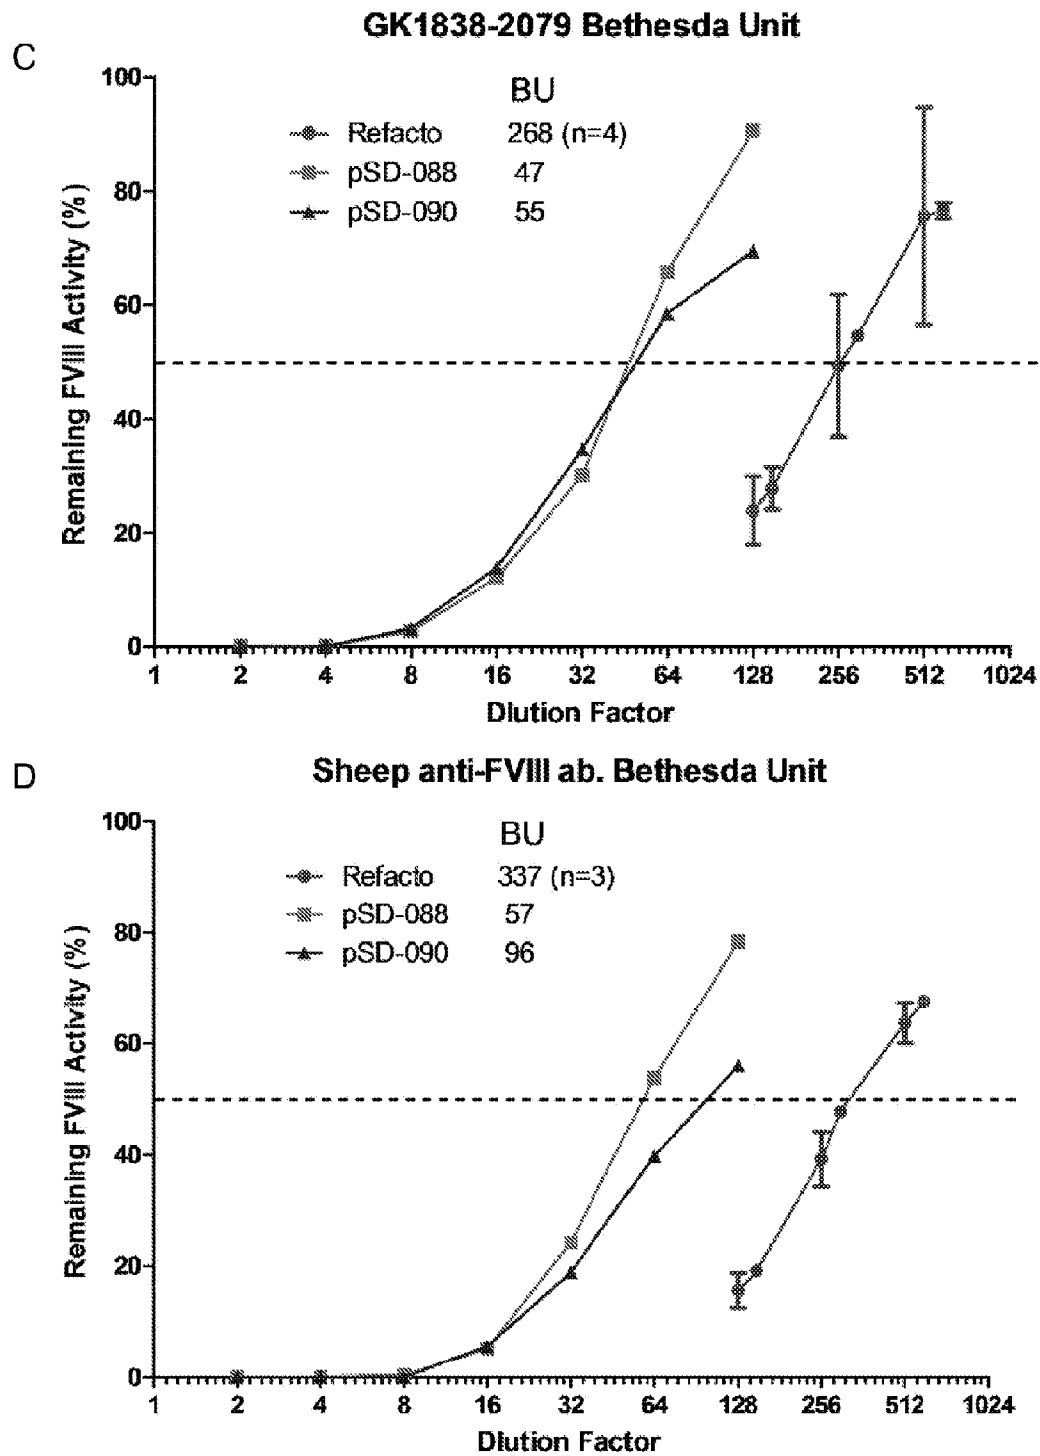 GK1838-2079 Bethesda Unit
C
100
80
60
40
20
0
Remaining FVIII Activity (%)
BU
Refacto 268 (n=4)
pSD-088 47
pSD-090 55
1 2 4 8 16 32 64 128 256 512 1024
Dlution Factor
D
Sheep anti-FVIII ab. Bethesda Unit
100
80
60
40
20
0
Remaining FVIII Activity (%)
BU
Refacto 337 (n=3)
pSD-088 57
pSD-090 96
1 2 4 8 16 32 64 128 256 512 1024
Dlution Factor